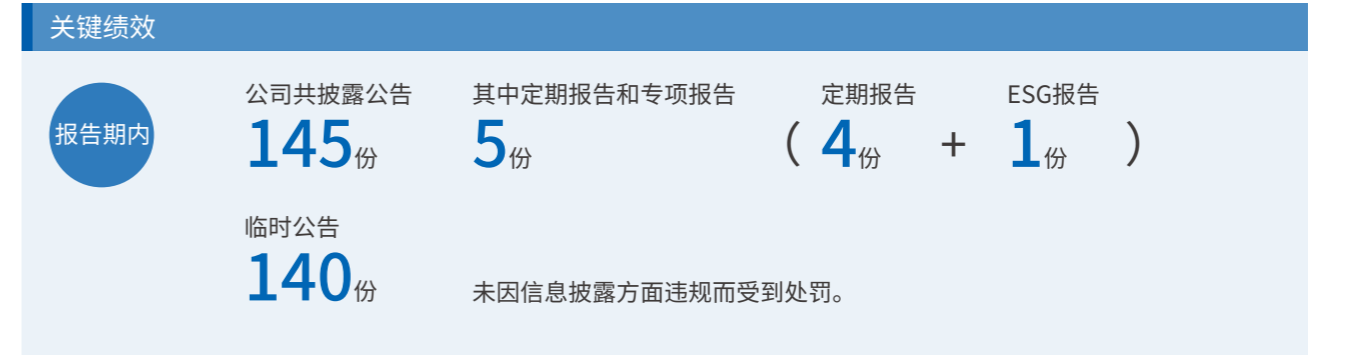 关键绩效
报告期内
公司共披露公告 其中定期报告和专项报告 定期报告 ESG报告
145份 5份 ( 4份 + 1份 )
临时公告
140份 未因信息披露方面违规而受到处罚。